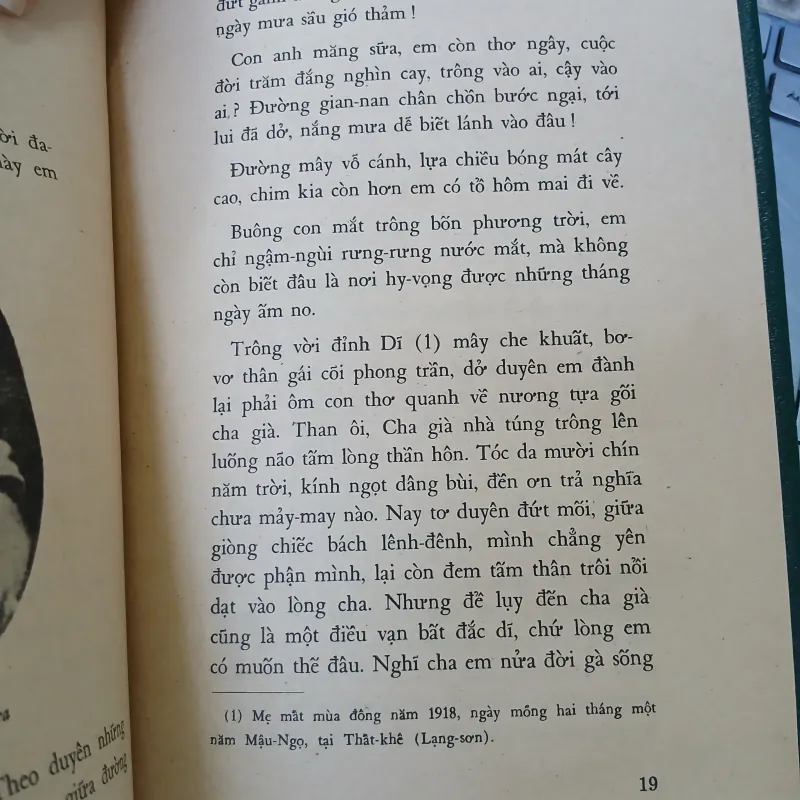 ời đa-
này em
Theo duyên những
giữa đường
ngày mưa sầu gió thảm !
Con anh măng sữa, em còn thơ ngây, cuộc
đời trăm đắng nghìn cay, trông vào ai, cậy vào
ai ? Đường gian-nan chân chồn bước ngại, tới
lui đã dở, nắng mưa dễ biết lánh vào đâu !
Đường mây vỗ cánh, lựa chiều bóng mát cây
cao, chim kia còn hơn em có tổ hôm mai đi về.
Buông con mắt trông bốn phương trời, em
chỉ ngậm-ngùi rưng-rưng nước mắt, mà không
còn biết đâu là nơi hy-vọng được những tháng
ngày ấm no.
Trông vời đỉnh Dĩ (1) mây che khuất, bơ-
vơ thân gái cõi phong trần, dở duyên em đành
lại phải ôm con thơ quanh về nương tựa gối
cha già. Than ôi, Cha già nhà túng trông lên
luống não tấm lòng thần hôn. Tóc da mười chín
năm trời, kính ngọt dâng bùi, đền ơn trả nghĩa
chưa mảy-may nào. Nay tơ duyên đứt mối, giữa
giòng chiếc bách lênh-đênh, mình chẳng yên
được phận mình, lại còn đem tấm thân trôi nổi
dạt vào lòng cha. Nhưng để lụy đến cha già
cũng là một điều vạn bất đắc dĩ, chứ lòng em
có muốn thế đâu. Nghĩ cha em nửa đời gà sống
(1) Mẹ mất mùa đông năm 1918, ngày mồng hai tháng một
năm Mậu-Ngọ, tại Thất-khê (Lạng-sơn).
19